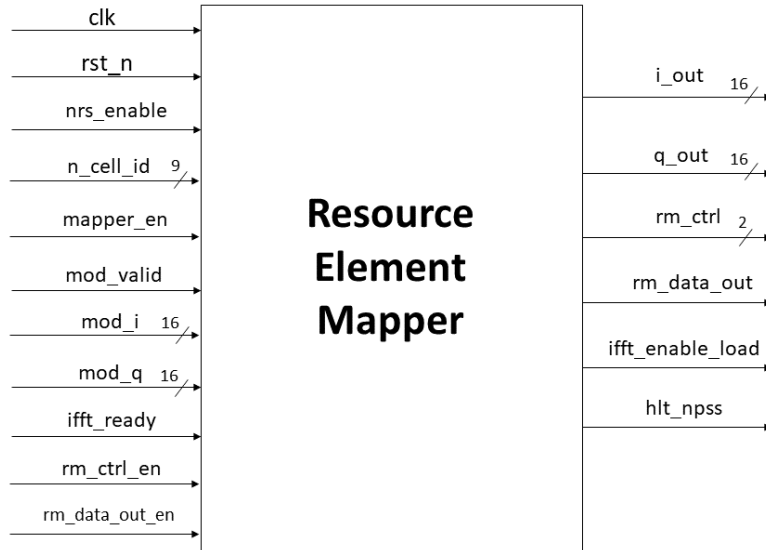 clk
rst_n
nrs_enable
n_cell_id 9
mapper_en
mod_valid
mod_i 16
mod_q 16
ifft_ready
rm_ctrl_en
rm_data_out_en
Resource
Element
Mapper
i_out 16
q_out 16
rm_ctrl 2
rm_data_out
ifft_enable_load
hlt_npss